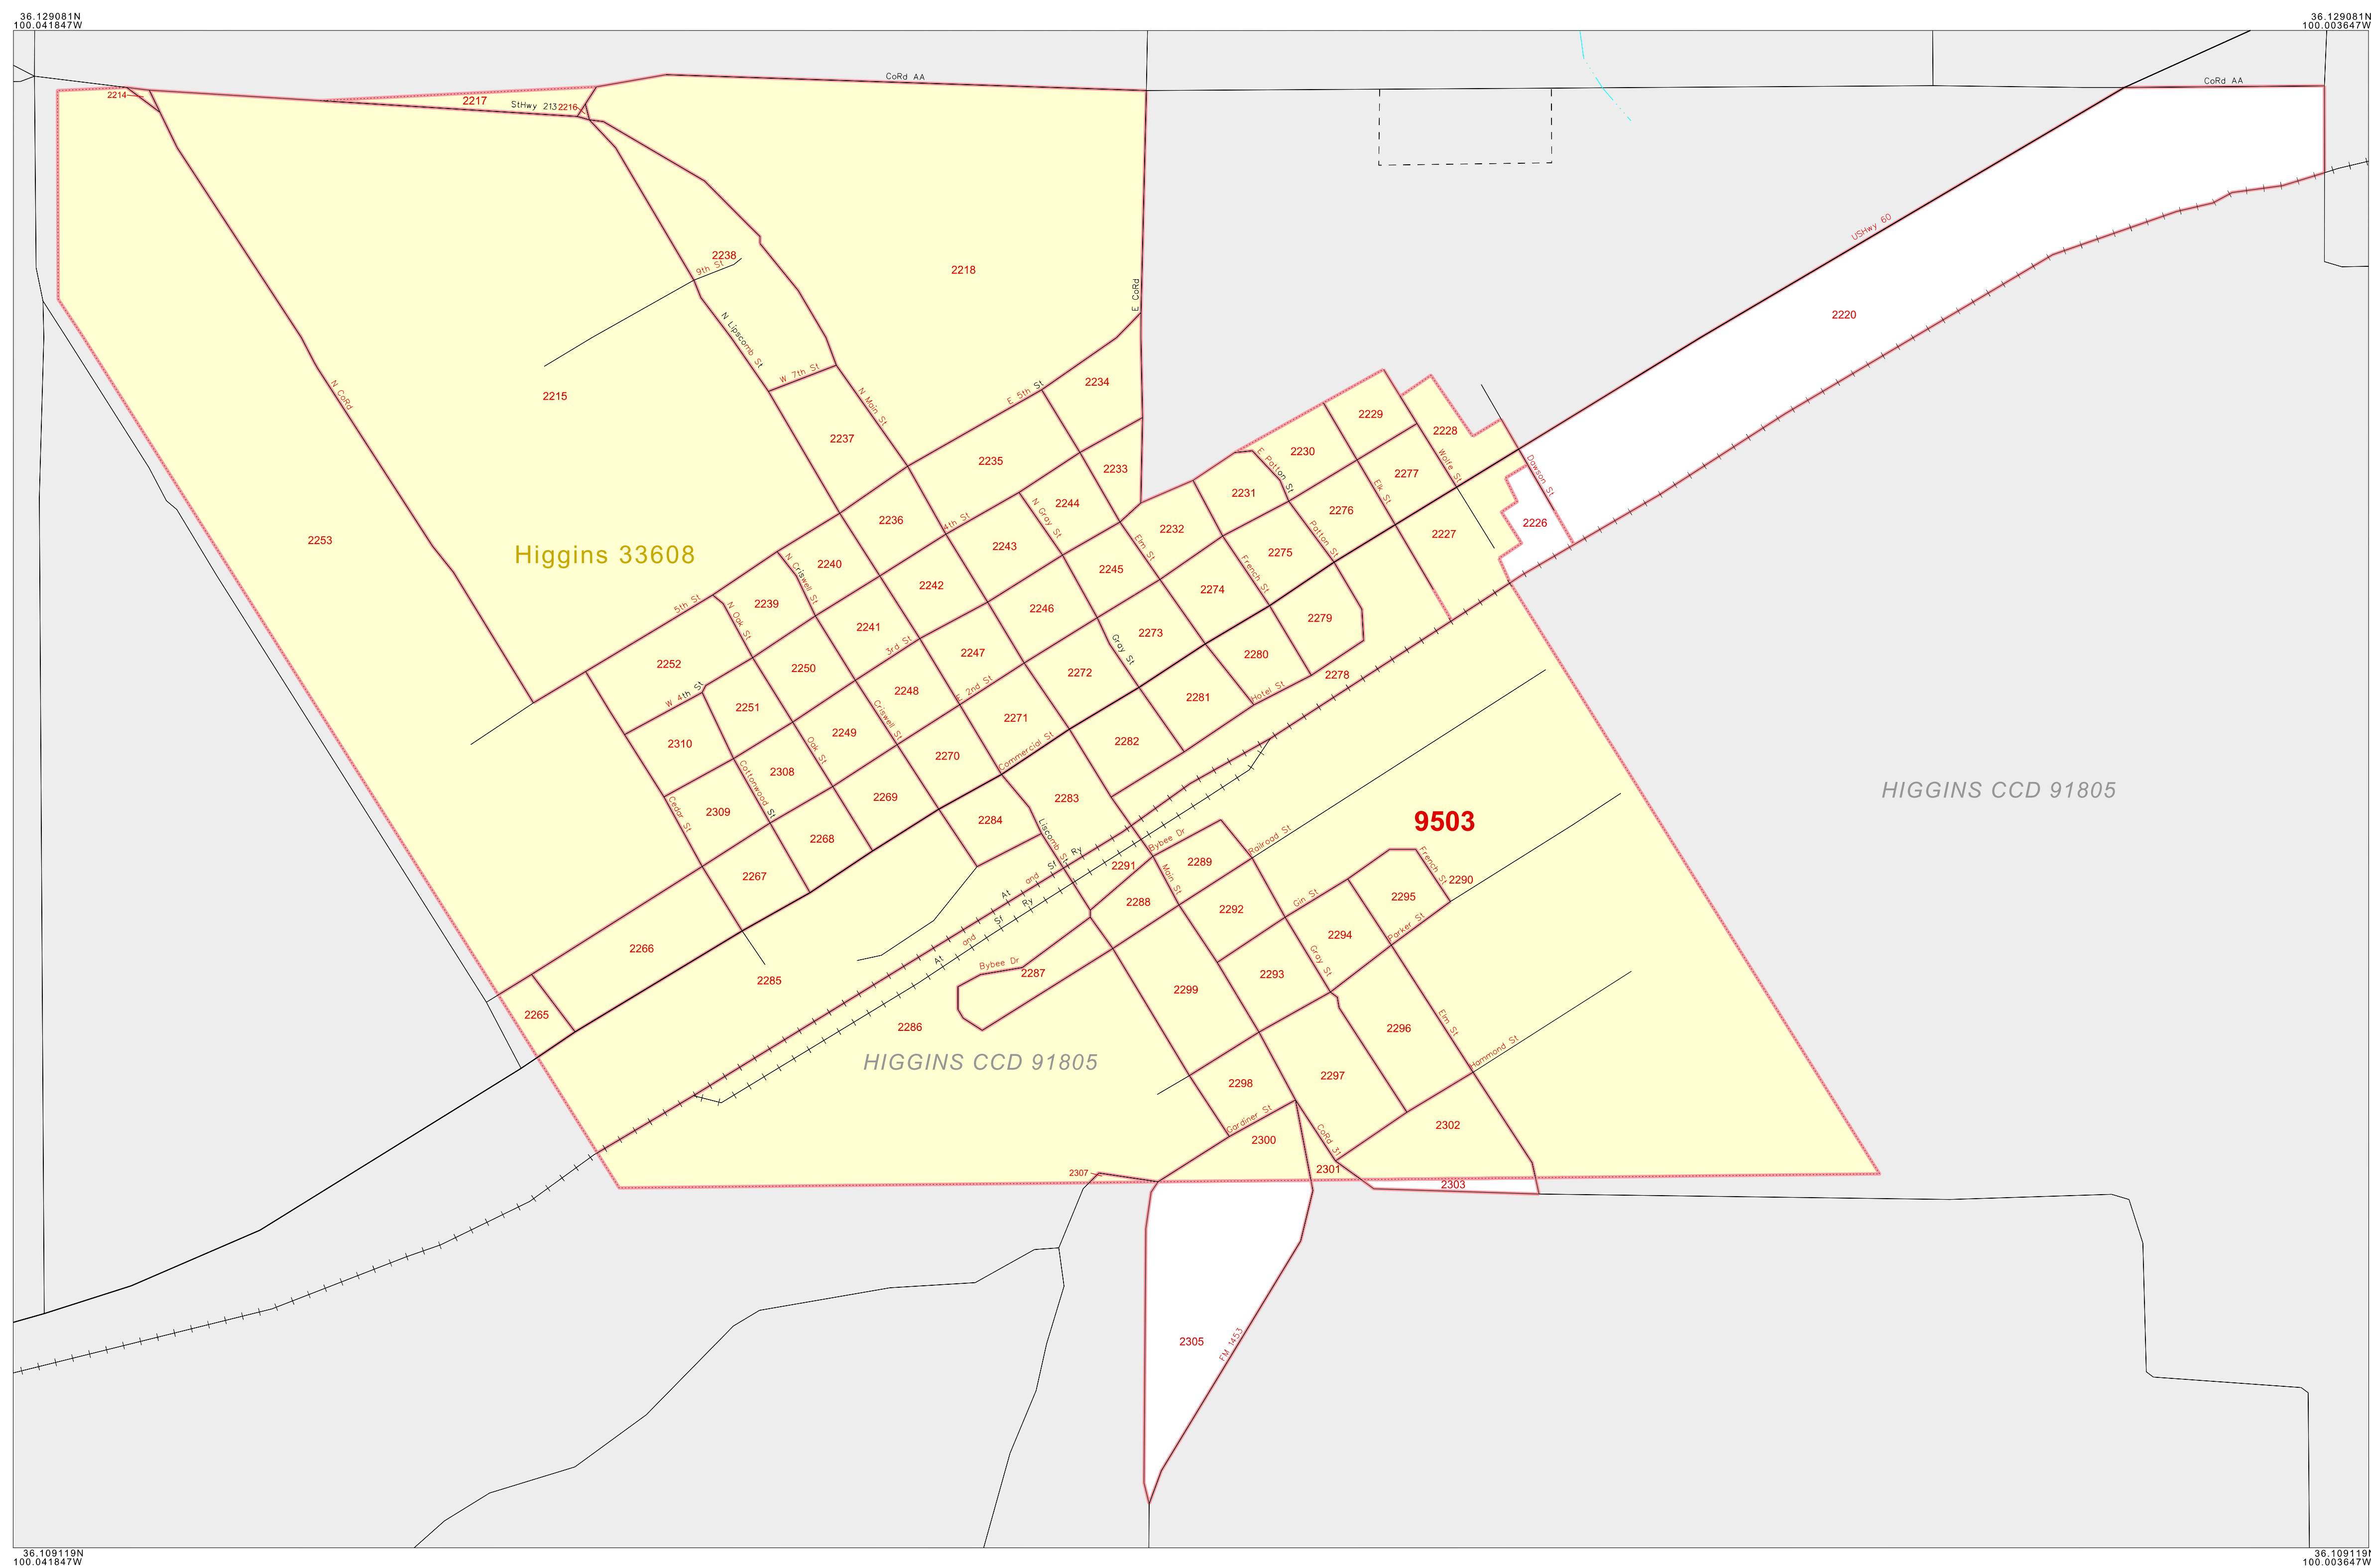 36.129081N
100.041847W
36.129081N
100.003647W
CoRd AA
CoRd AA
2214
2217
StHwy 213
2216
USHwy 60
2238
9th St
2218
E CoRd
2220
N Lipscomb St
W 7th St
N CoRd
2215
N Main St
2237
E 5th St
2234
2229
2228
2230
2235
2233
E Patton St
Wolfe St
Dawson St
2277
Elk St
2231
2244
N Gray St
2276
2236
4th St
2232
2226
2227
2253
Higgins 33608
2243
Elm St
Patton St
2240
N Criswell St
2275
2245
French St
2242
2274
2239
5th St
N Oak St
2246
2279
2241
2273
3rd St
Gray St
2247
2280
2252
2250
2272
2278
W 4th St
2248
E 2nd St
Hotel St
2281
2251
Criswell St
2271
2249
2310
2282
Oak St
Commercial St
2270
2308
Cottonwood St
HIGGINS CCD 91805
2269
2283
2309
Cedar St
9503
2284
Liscomb St
2268
Bybee Dr
Railroad St
At and Sf Ry
2291
2289
2267
French St
2290
Main St
2295
Gin St
2288
2292
At and Sf Ry
Parker St
2294
2266
Bybee Dr
2287
Gray St
2293
2285
2299
2265
Elm St
2286
2296
HIGGINS CCD 91805
Hammond St
2297
2298
Gardiner St
2302
CoRd 31
2300
2301
2307
2303
2305
FM 1453
36.109119N
100.041847W
36.109119N
100.003647W